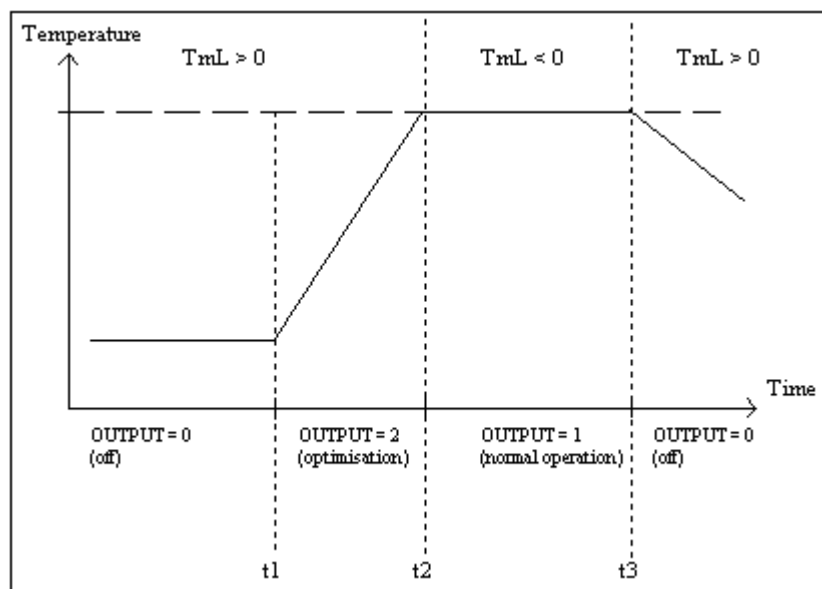 Temperature
TmL > 0
TmL < 0
TmL > 0
Time
OUTPUT = 0
(off)
OUTPUT = 2
(optimisation)
OUTPUT = 1
(normal operation)
OUTPUT = 0
(off)
t1
t2
t3